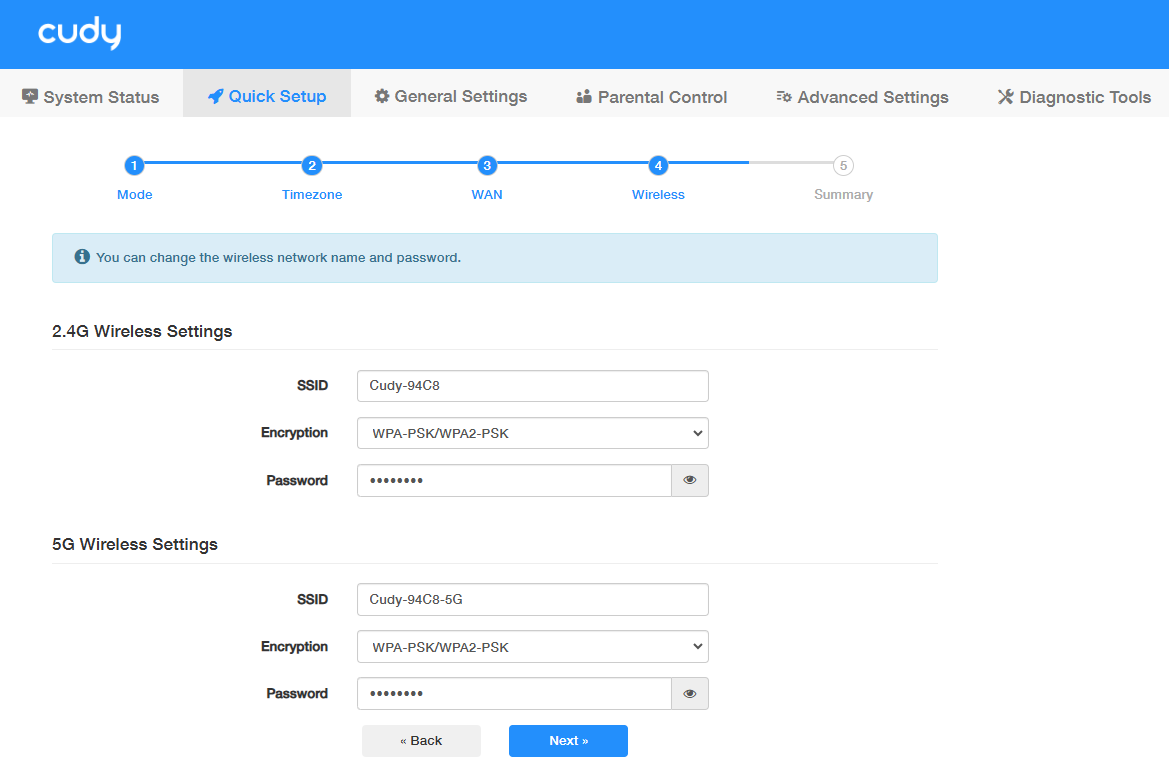 cudy
System Status Quick Setup General Settings Parental Control Advanced Settings Diagnostic Tools
1 2 3 4 5
Mode Timezone WAN Wireless Summary
You can change the wireless network name and password.
2.4G Wireless Settings
SSID Cudy-94C8
Encryption WPA-PSK/WPA2-PSK
Password ••••••••
5G Wireless Settings
SSID Cudy-94C8-5G
Encryption WPA-PSK/WPA2-PSK
Password ••••••••
« Back Next »